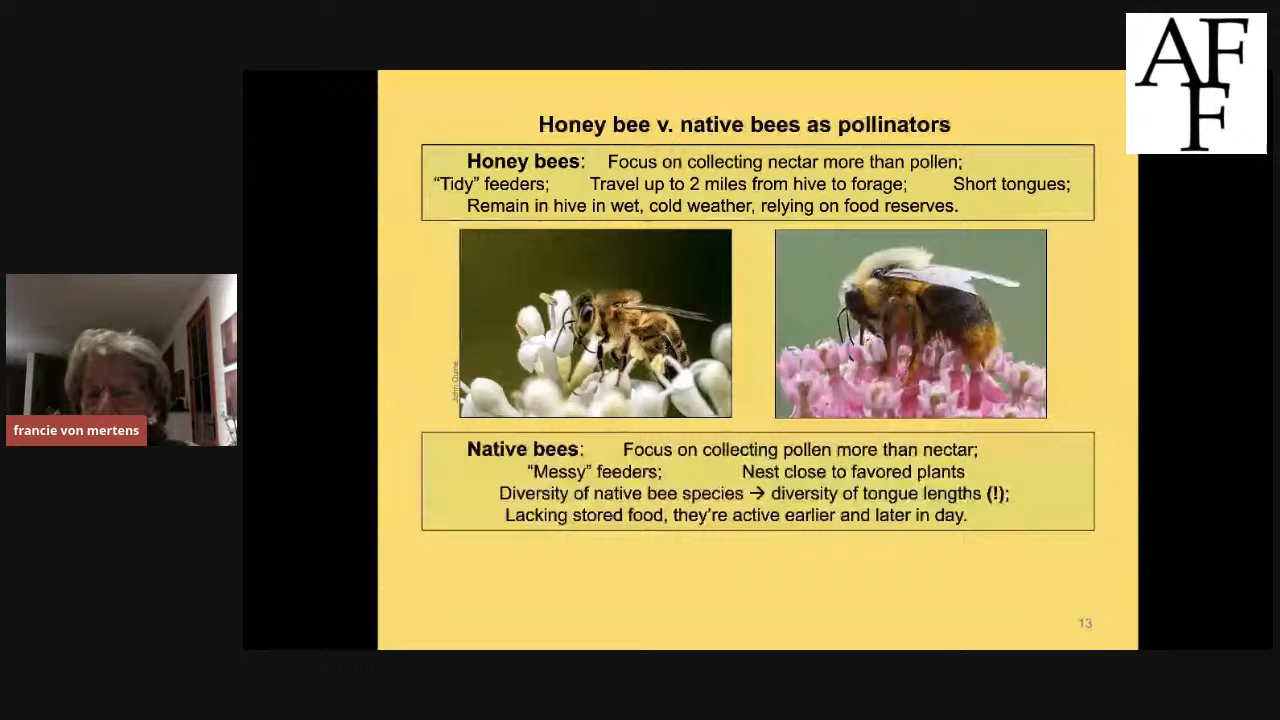 AF
F
Honey bee v. native bees as pollinators
Honey bees: Focus on collecting nectar more than pollen;
“Tidy” feeders; Travel up to 2 miles from hive to forage; Short tongues;
Remain in hive in wet, cold weather, relying on food reserves.
John Quine
francie von mertens
Native bees: Focus on collecting pollen more than nectar;
“Messy” feeders; Nest close to favored plants
Diversity of native bee species → diversity of tongue lengths (!);
Lacking stored food, they’re active earlier and later in day.
13